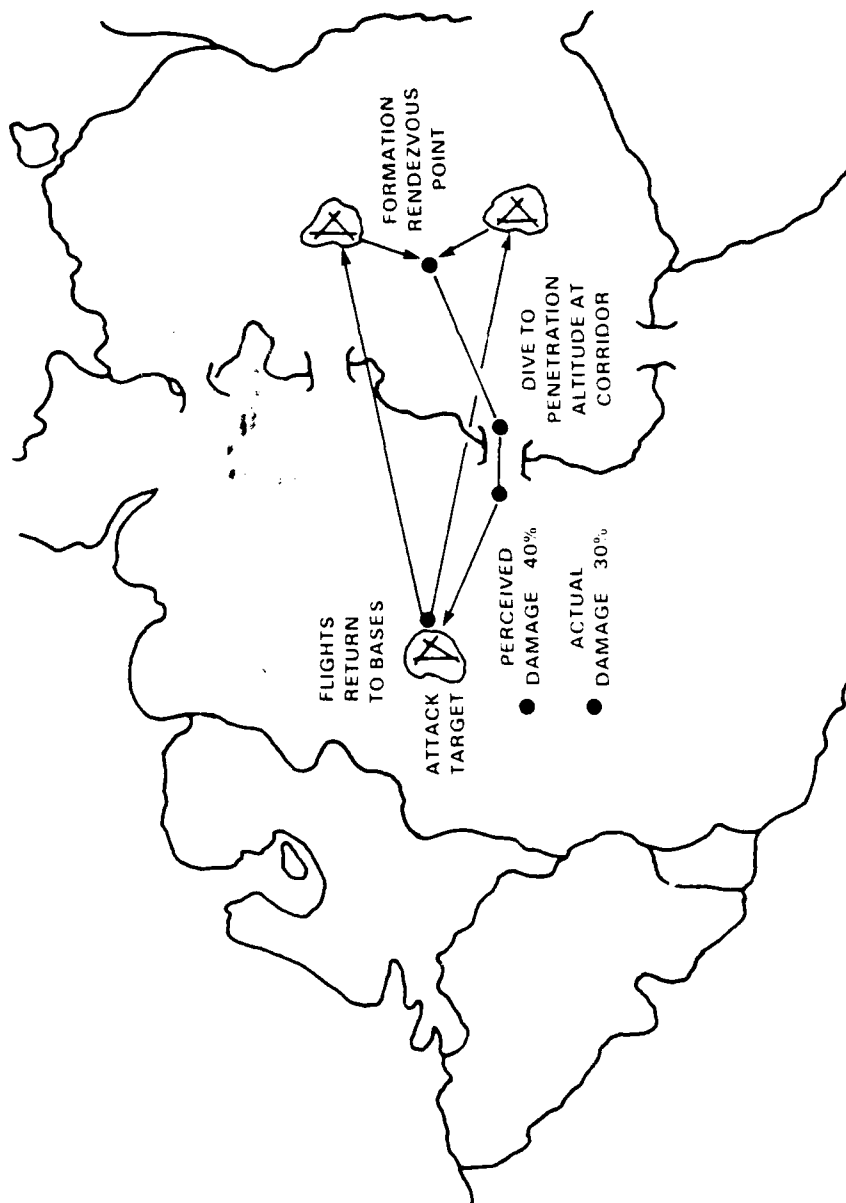 FLIGHTS
RETURN
TO BASES
ATTACK
TARGET
FORMATION
RENDEZVOUS
POINT
PERCEIVED
DAMAGE 40%
ACTUAL
DAMAGE 30%
DIVE TO
PENETRATION
ALTITUDE AT
CORRIDOR